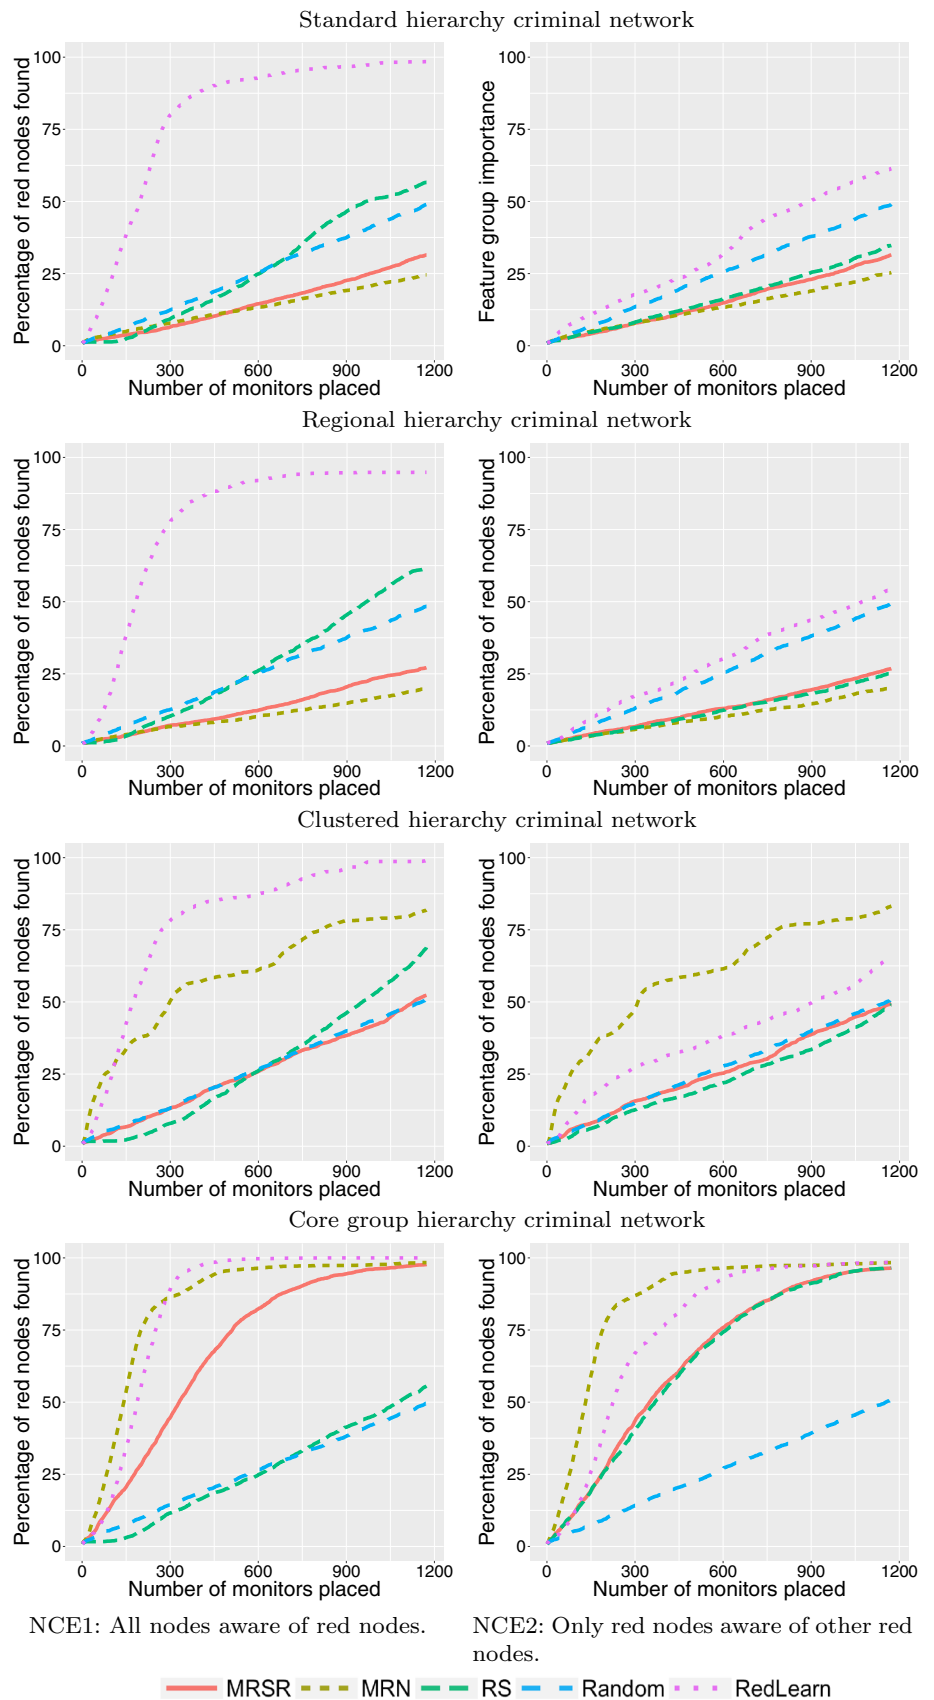 Standard hierarchy criminal network
Percentage of red nodes found
100
75
50
25
0
0 300 600 900 1200
Number of monitors placed
Feature group importance
100
75
50
25
0
0 300 600 900 1200
Number of monitors placed
Regional hierarchy criminal network
Percentage of red nodes found
100
75
50
25
0
0 300 600 900 1200
Number of monitors placed
Percentage of red nodes found
100
75
50
25
0
0 300 600 900 1200
Number of monitors placed
Clustered hierarchy criminal network
Percentage of red nodes found
100
75
50
25
0
0 300 600 900 1200
Number of monitors placed
Percentage of red nodes found
100
75
50
25
0
0 300 600 900 1200
Number of monitors placed
Core group hierarchy criminal network
Percentage of red nodes found
100
75
50
25
0
0 300 600 900 1200
Number of monitors placed
Percentage of red nodes found
100
75
50
25
0
0 300 600 900 1200
Number of monitors placed
NCE1: All nodes aware of red nodes.
NCE2: Only red nodes aware of other red
nodes.
MRSR MRN RS Random RedLearn